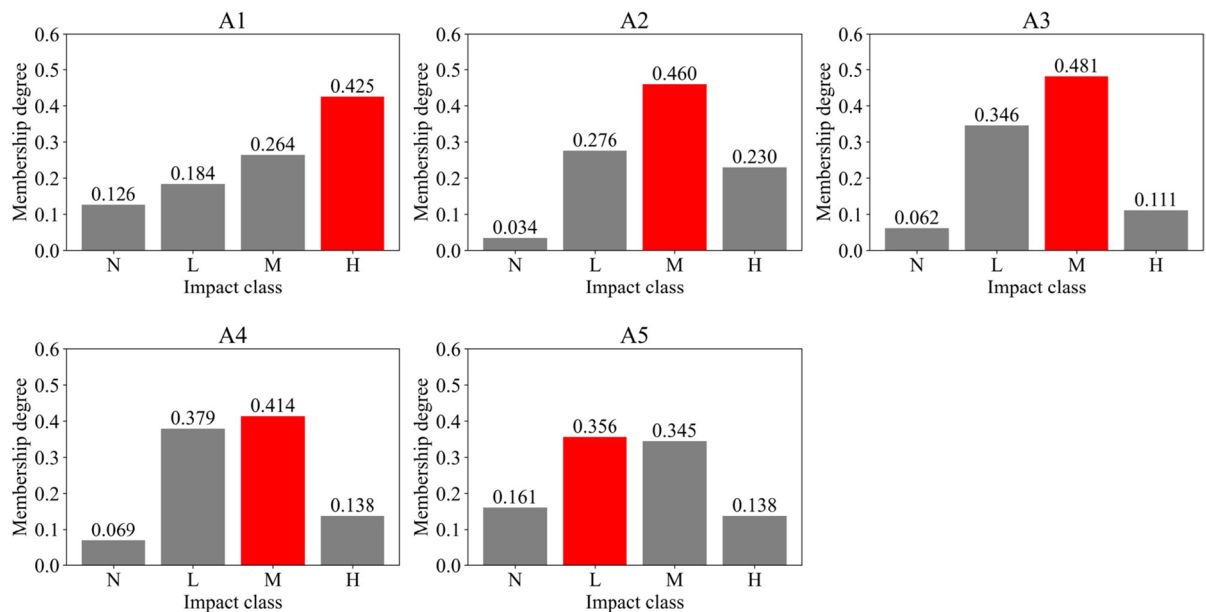 A1
Membership degree
0.6
0.5
0.4
0.3
0.2
0.1
0.0
0.126
0.184
0.264
0.425
N L M H
Impact class
A2
Membership degree
0.6
0.5
0.4
0.3
0.2
0.1
0.0
0.034
0.276
0.460
0.230
N L M H
Impact class
A3
Membership degree
0.6
0.5
0.4
0.3
0.2
0.1
0.0
0.062
0.346
0.481
0.111
N L M H
Impact class
A4
Membership degree
0.6
0.5
0.4
0.3
0.2
0.1
0.0
0.069
0.379
0.414
0.138
N L M H
Impact class
A5
Membership degree
0.6
0.5
0.4
0.3
0.2
0.1
0.0
0.161
0.356
0.345
0.138
N L M H
Impact class